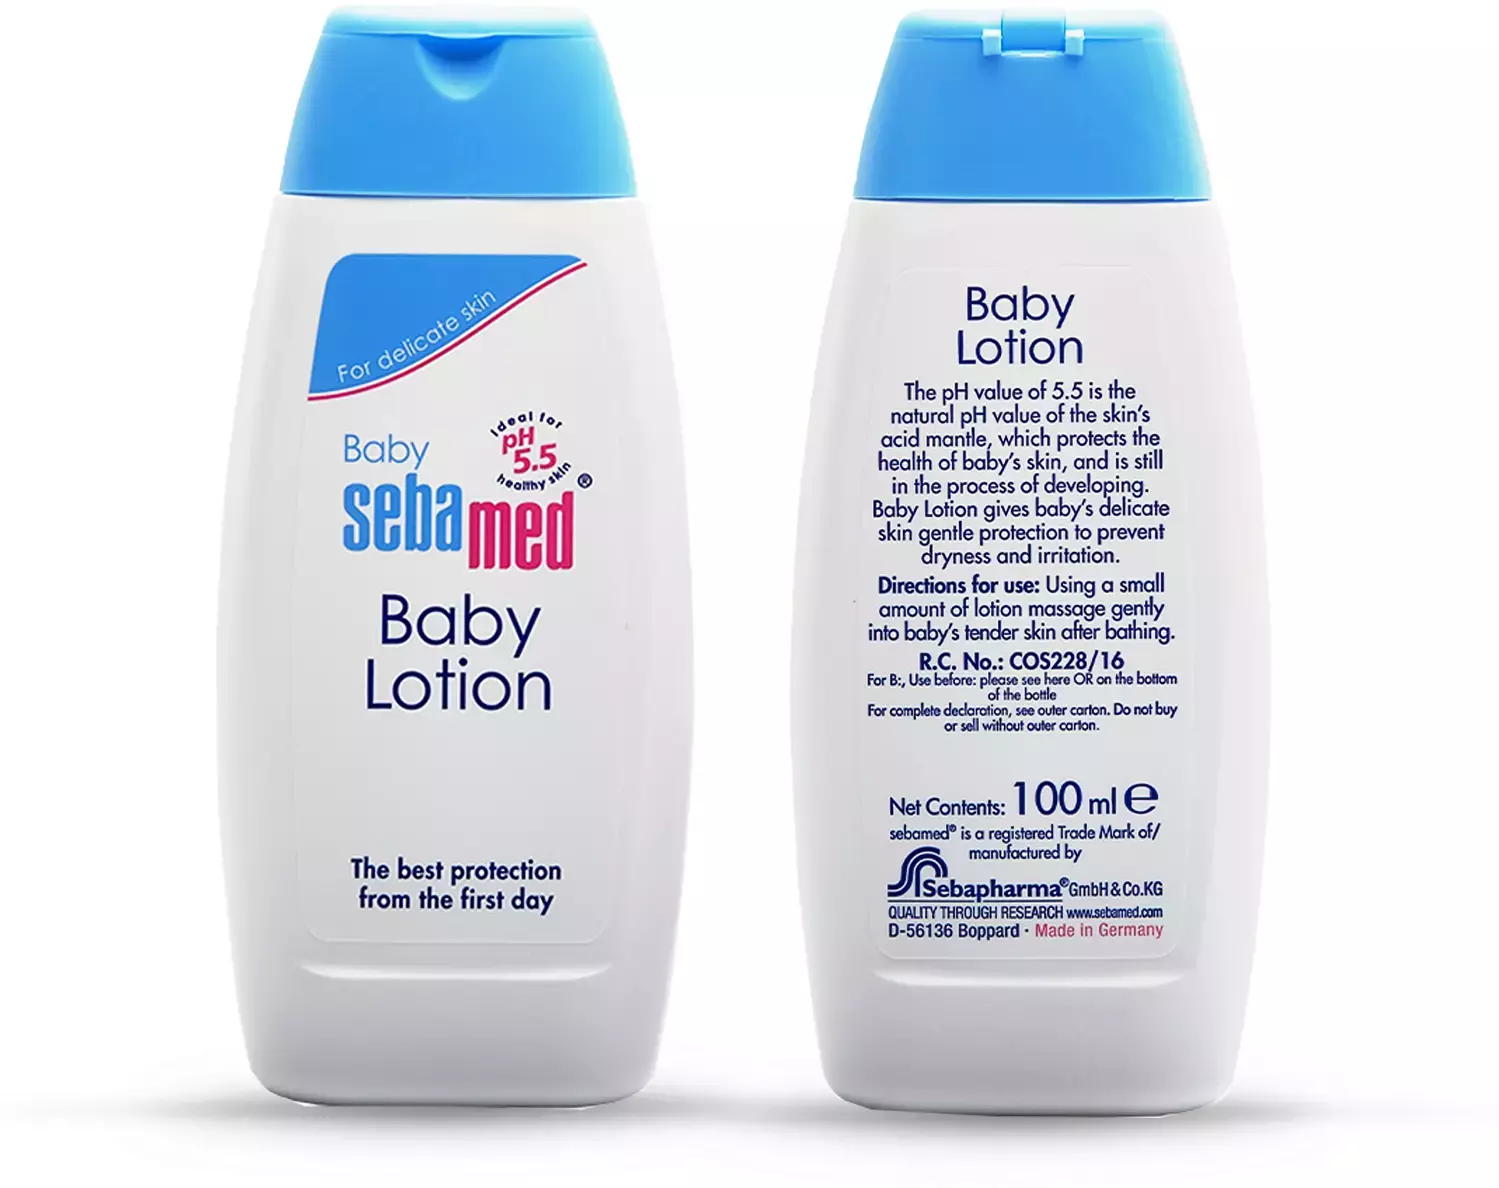 For delicate skin
Ideal for
pH
5.5
healthy skin
Baby
sebamed®
Baby
Lotion
The best protection
from the first day
Baby
Lotion
The pH value of 5.5 is the
natural pH value of the skin's
acid mantle, which protects the
health of baby's skin, and is still
in the process of developing.
Baby Lotion gives baby's delicate
skin gentle protection to prevent
dryness and irritation.
Directions for use: Using a small
amount of lotion massage gently
into baby's tender skin after bathing.
R.C. No.: COS228/16
For B:, Use before: please see here OR on the bottom
of the bottle
For complete declaration, see outer carton. Do not buy
or sell without outer carton.
Net Contents: 100 ml ℮
sebamed® is a registered Trade Mark of/
manufactured by
Sebapharma® GmbH & Co.KG
QUALITY THROUGH RESEARCH www.sebamed.com
D-56136 Boppard · Made in Germany